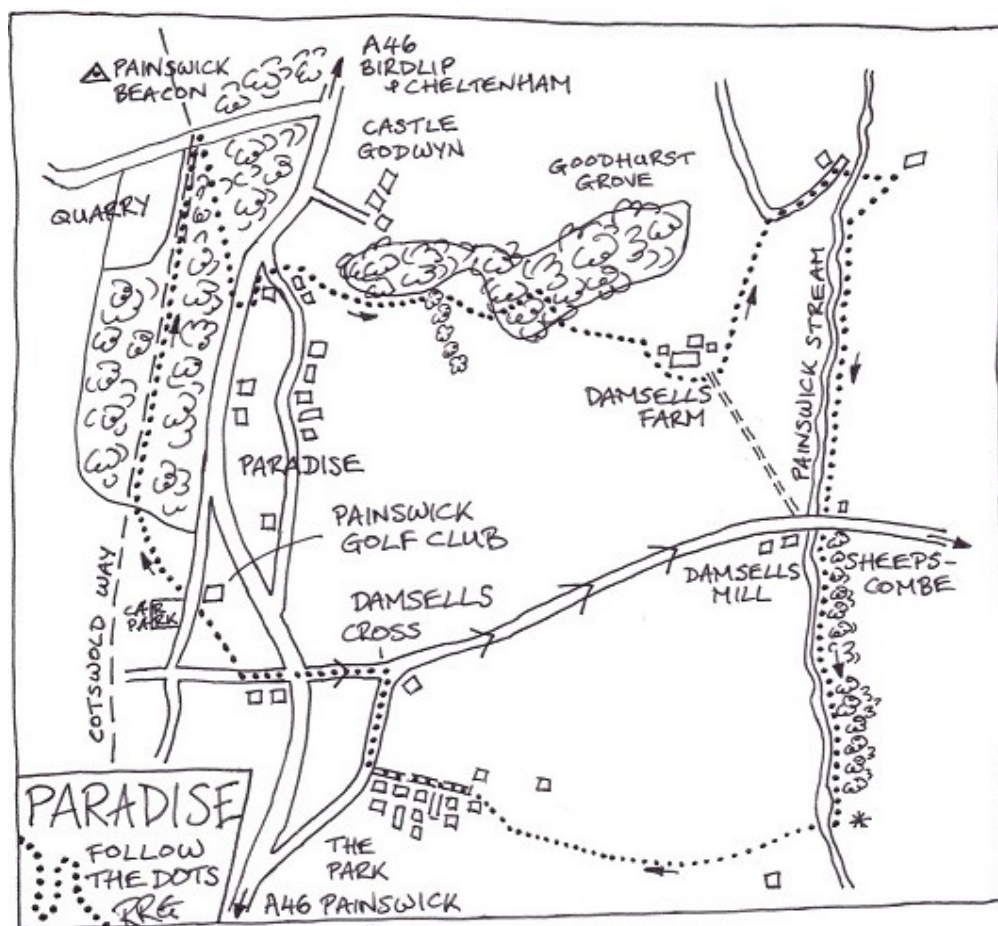 PAINSWICK
BEACON
A46
BIRDLIP
& CHELTENHAM
CASTLE
GODWYN
GOODHURST
GROVE
QUARRY
PAINSWICK STREAM
DAMSELLS
FARM
PARADISE
PAINSWICK
GOLF CLUB
DAMSELLS
CROSS
DAMSELLS
MILL
SHEEPS-
COMBE
CAR
PARK
COTSWOLD WAY
THE
PARK
A46 PAINSWICK
PARADISE
FOLLOW
THE DOTS
RRG
*